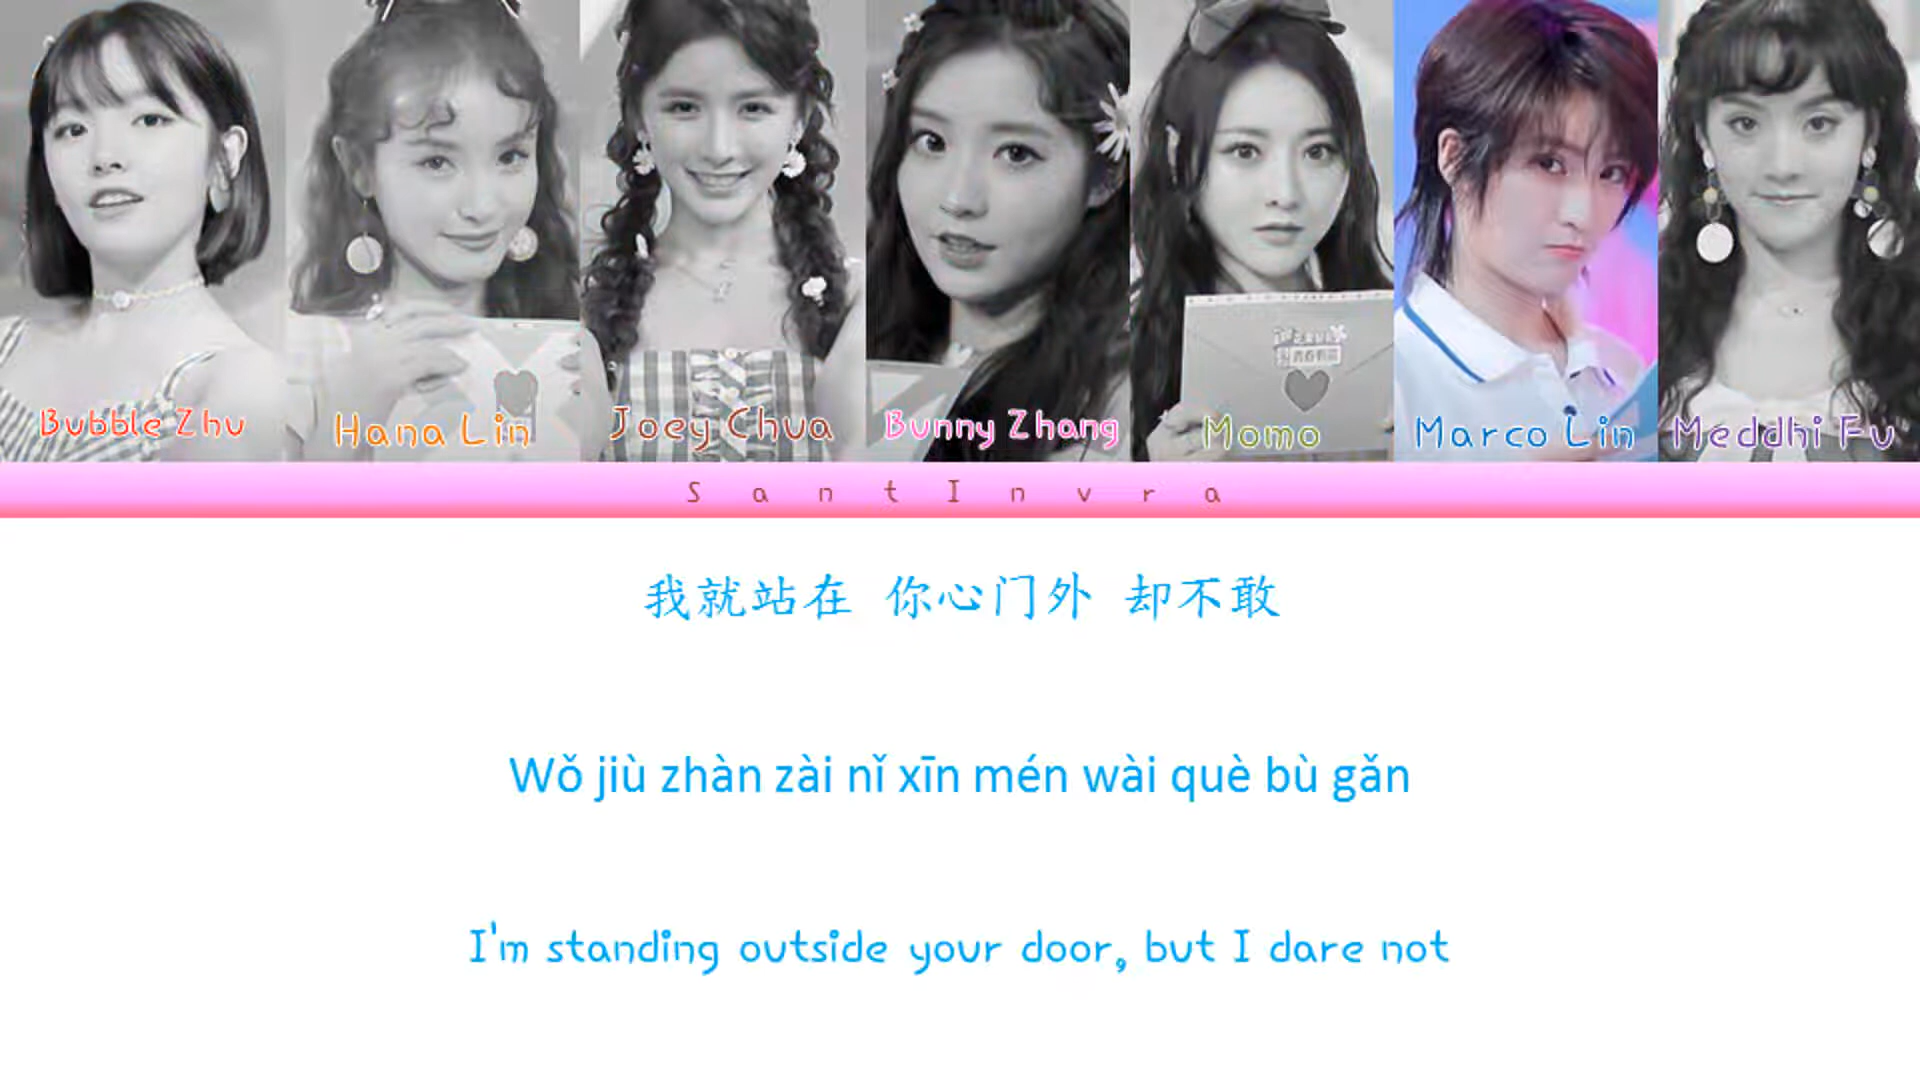 Bubble Zhu
Hana Lin
Joey Chua
Bunny Zhang
Momo
Marco Lin
Meddhi Fu
SantInvra
我就站在 你心门外 却不敢
Wǒ jiù zhàn zài nǐ xīn mén wài què bù gǎn
I'm standing outside your door, but I dare not